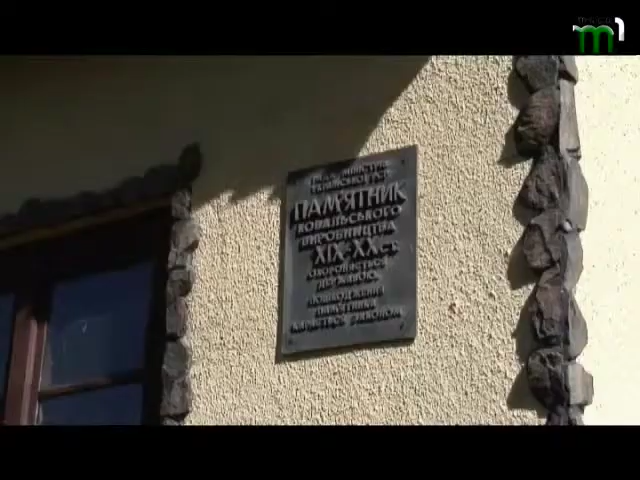 ПАМ'ЯТНИК
КОВАЛЬСЬКОГО
ВИРОБНИЦТВА
XIX-XX ст.
ОХОРОНЯЄТЬСЯ
ДЕРЖАВОЮ
ПОШКОДЖЕННЯ
ПАМ'ЯТНИКА
КАРАЄТЬСЯ ЗАКОНОМ
m1